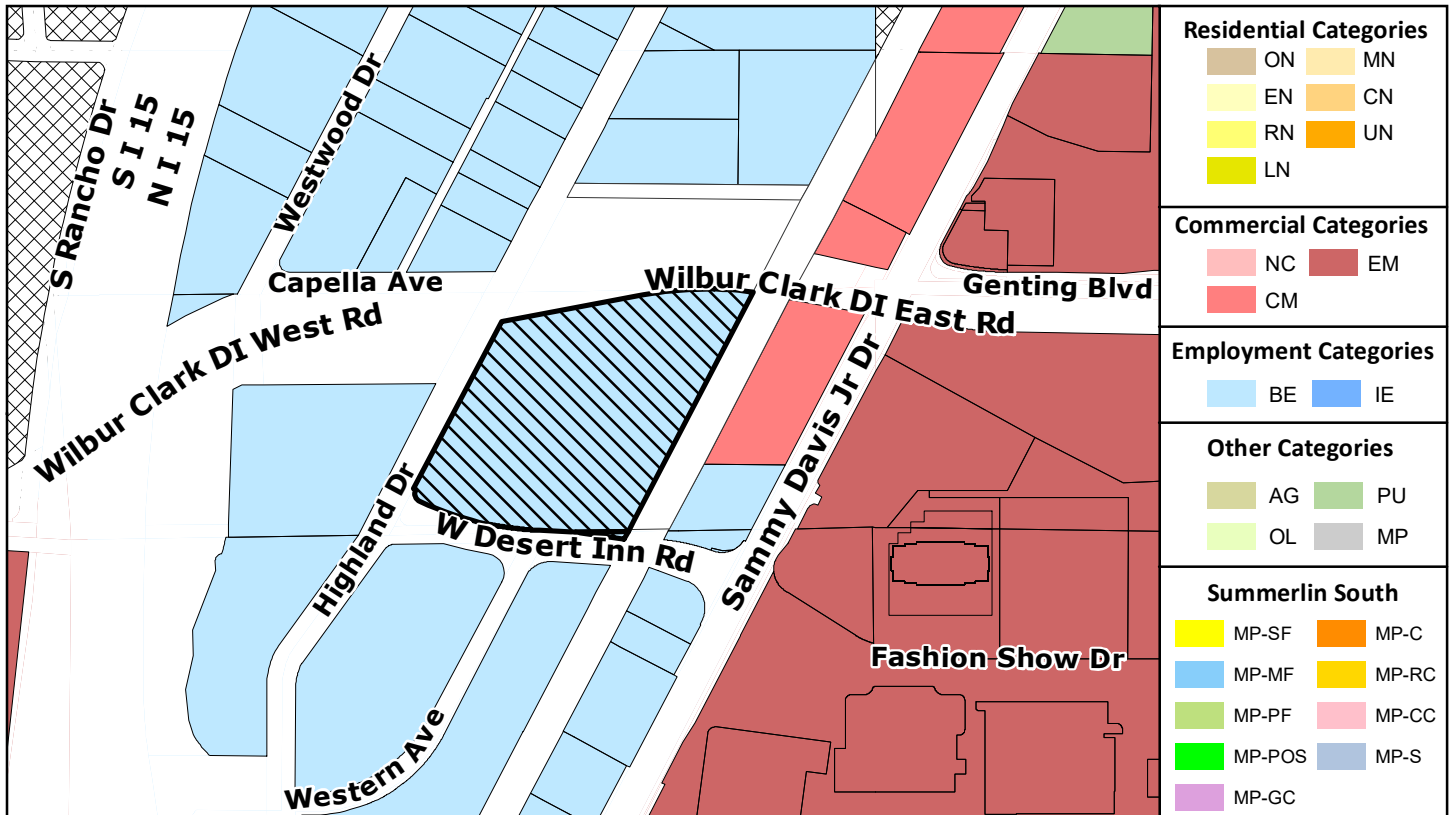 Westwood Dr
S Rancho Dr
S I 15
N I 15
Capella Ave
Wilbur Clark DI West Rd
Wilbur Clark DI East Rd
Genting Blvd
Sammy Davis Jr Dr
Highland Dr
W Desert Inn Rd
Fashion Show Dr
Western Ave
Residential Categories
ON MN
EN CN
RN UN
LN
Commercial Categories
NC EM
CM
Employment Categories
BE IE
Other Categories
AG PU
OL MP
Summerlin South
MP-SF MP-C
MP-MF MP-RC
MP-PF MP-CC
MP-POS MP-S
MP-GC